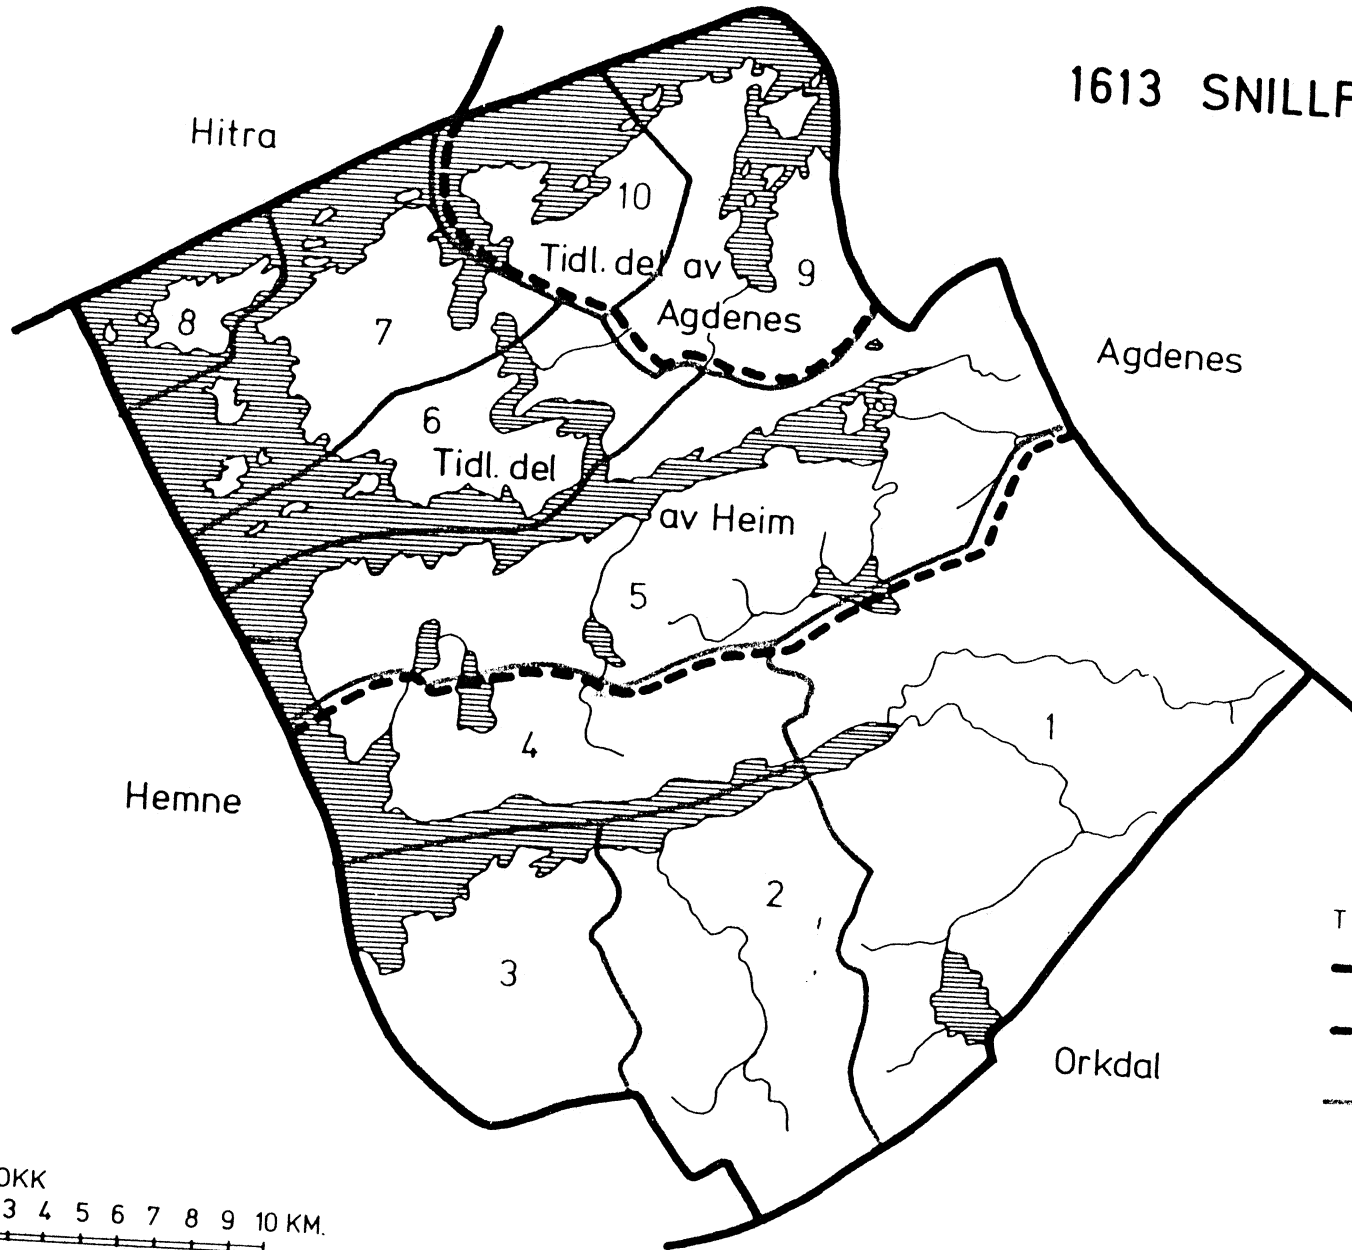 1613 SNILLF
Hitra
10
Tidl. del av
9
Agdenes
8
7
Agdenes
6
Tidl. del
av Heim
5
1
4
Hemne
2
T
3
Orkdal
OKK
3 4 5 6 7 8 9 10 KM.